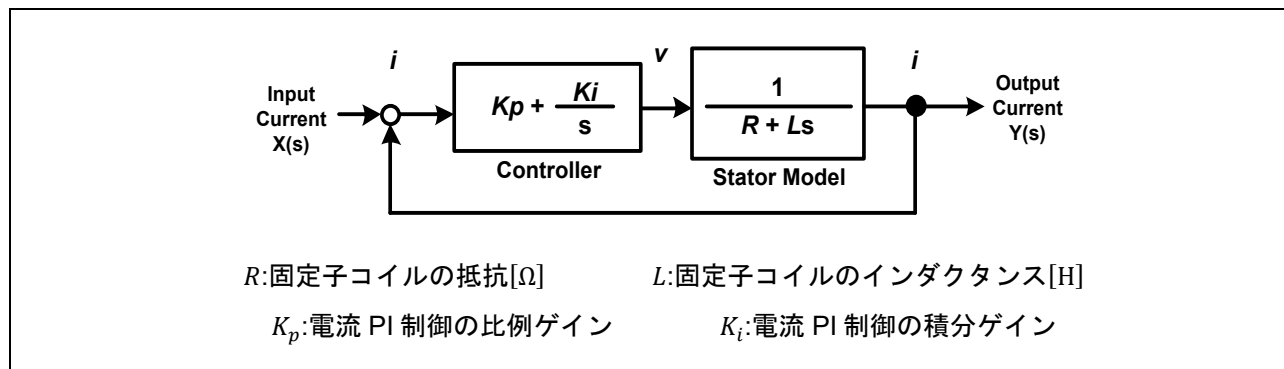 i
v
i
Input
Current
X(s)
Kp + Ki / s
1 / R + Ls
Output
Current
Y(s)
Controller
Stator Model
R:固定子コイルの抵抗[Ω] L:固定子コイルのインダクタンス[H]
K_p:電流 PI 制御の比例ゲイン K_i:電流 PI 制御の積分ゲイン